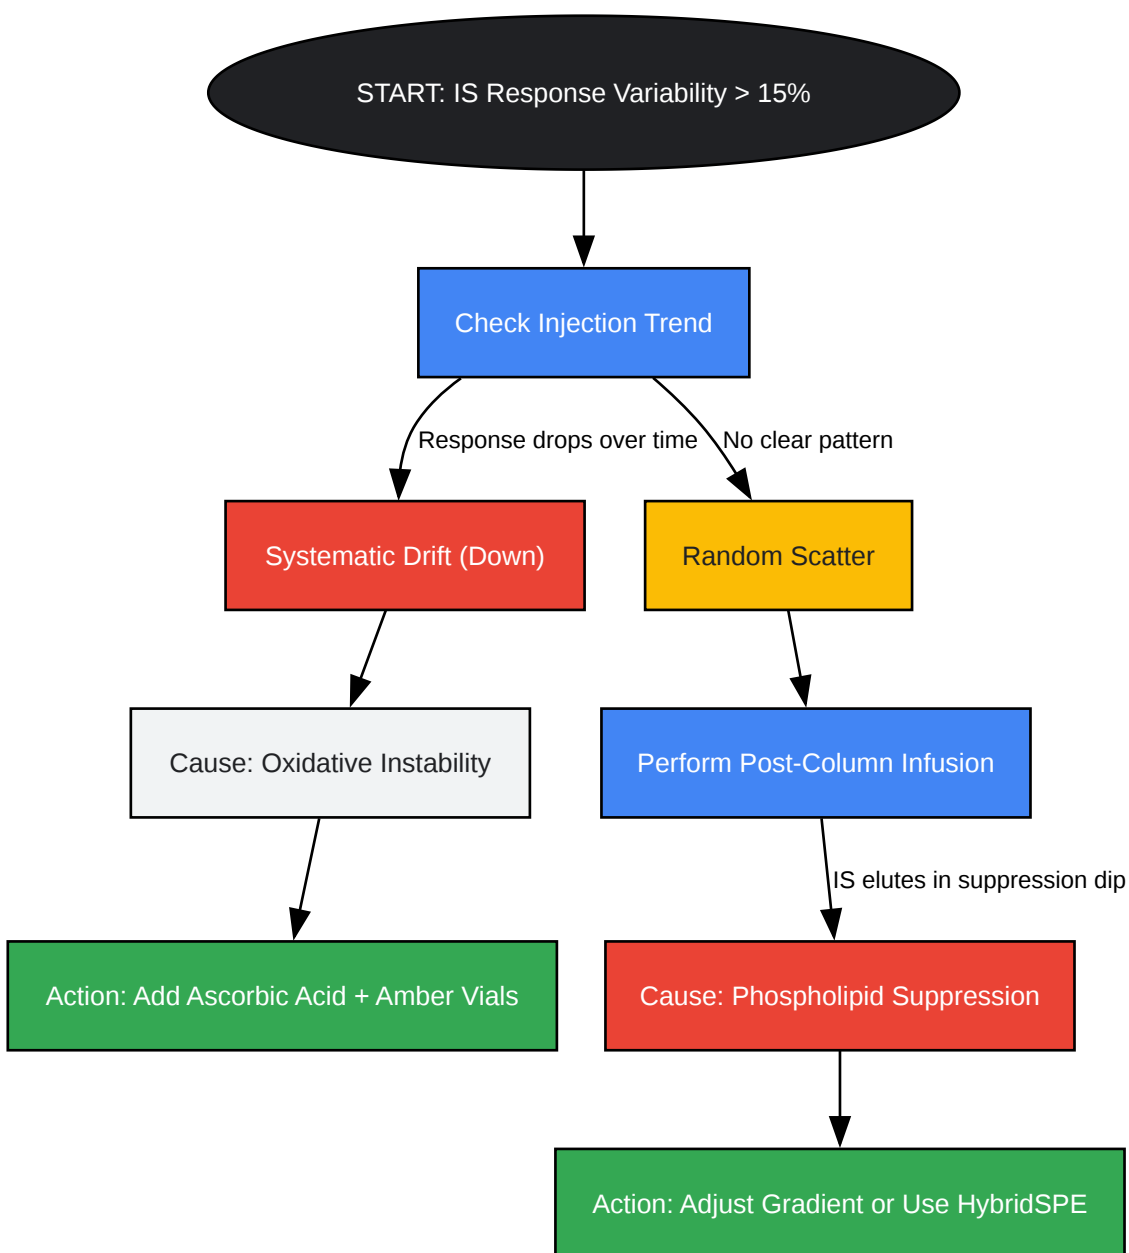 START: IS Response Variability > 15%
Check Injection Trend
Response drops over time
No clear pattern
Systematic Drift (Down)
Random Scatter
Cause: Oxidative Instability
Perform Post-Column Infusion
IS elutes in suppression dip
Action: Add Ascorbic Acid + Amber Vials
Cause: Phospholipid Suppression
Action: Adjust Gradient or Use HybridSPE